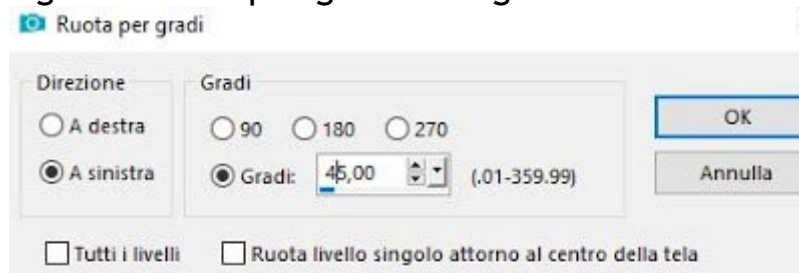 Ruota per gradi
Direzione
Gradi
A destra
90 180 270
OK
A sinistra
Gradi: 45,00 (.01-359.99)
Annulla
Tutti i livelli
Ruota livello singolo attorno al centro della tela